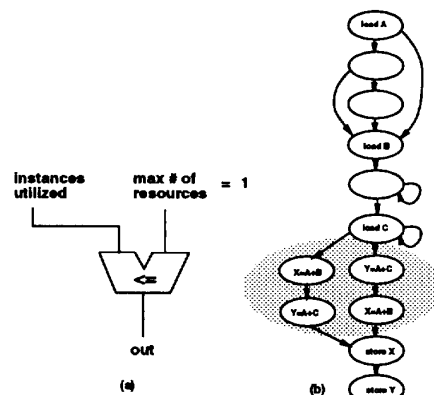 load A
load B
load C
X=A+B
Y=A+C
Y=A+C
X=A+B
store X
store Y
instances
utilized
max # of
resources
= 1
<=
out
(a)
(b)